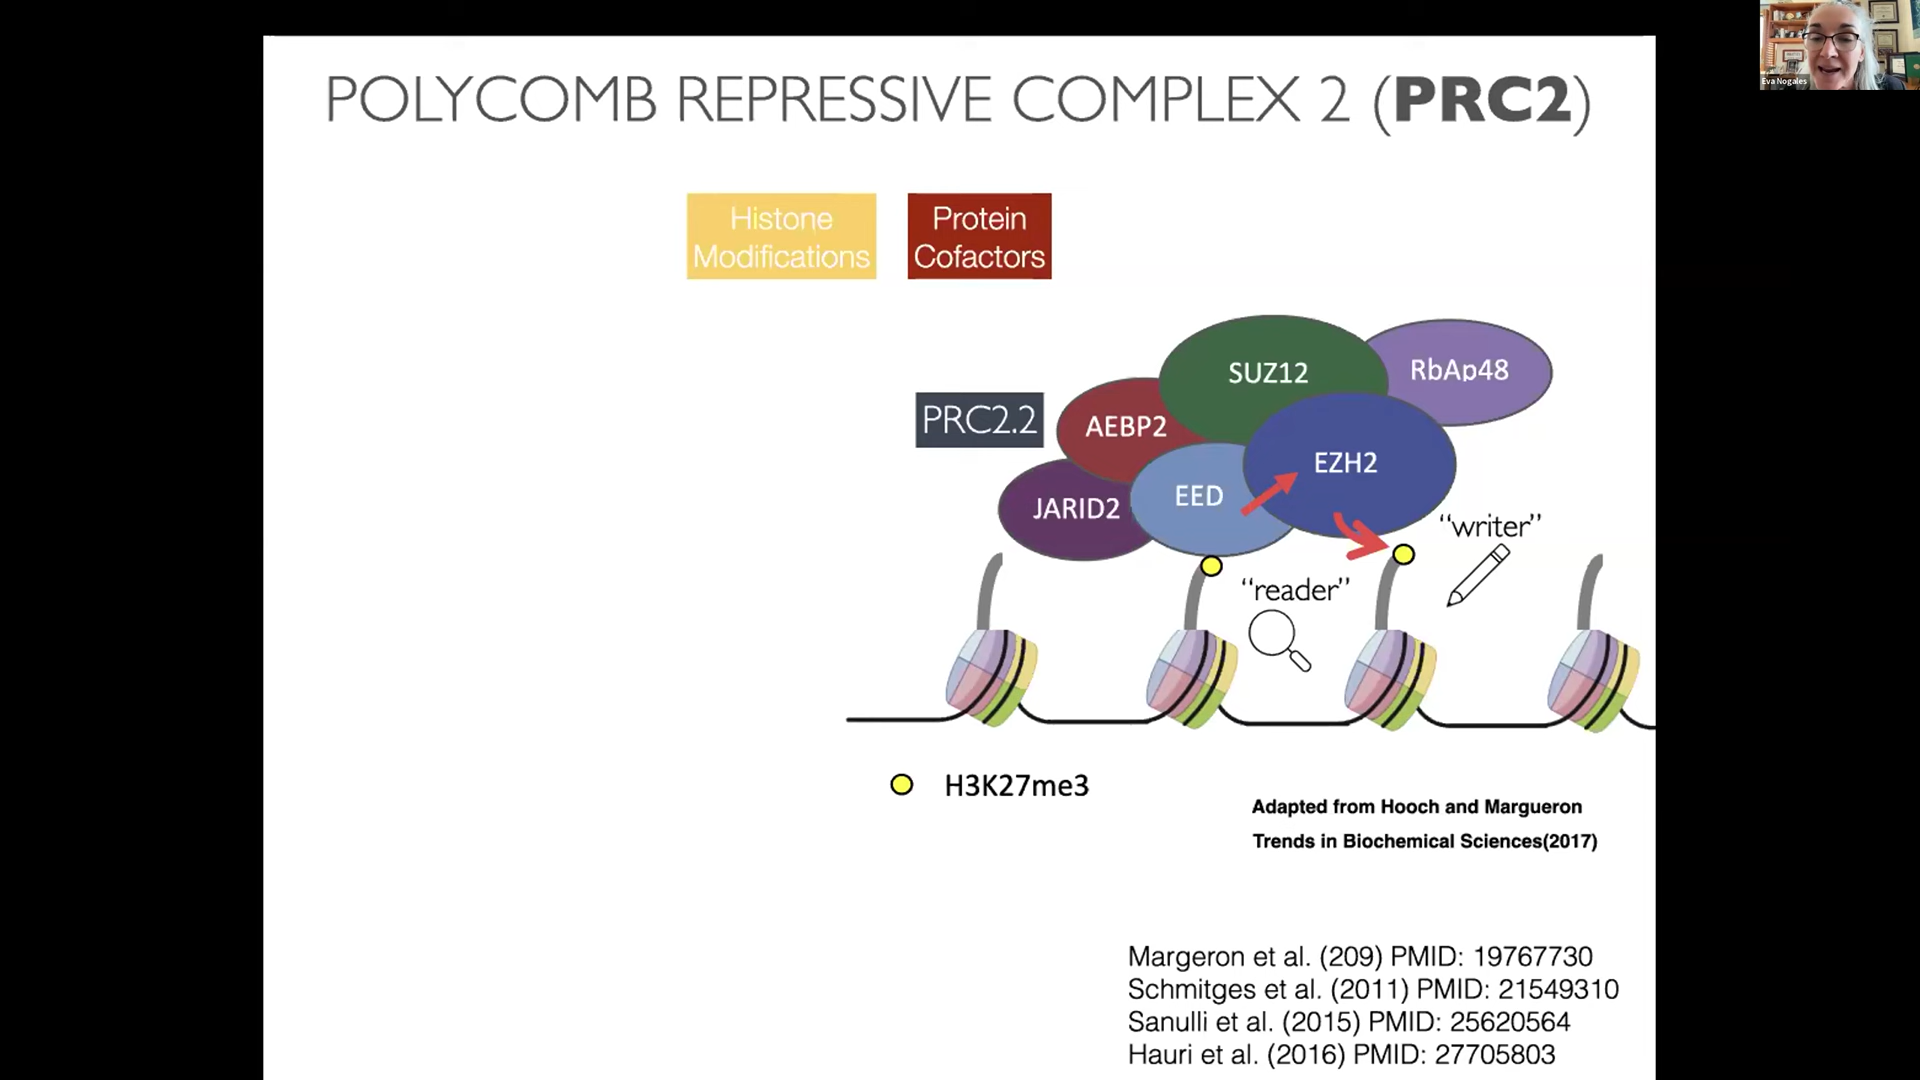 POLYCOMB REPRESSIVE COMPLEX 2 (PRC2)
Eva Nogales
Histone
Modifications
Protein
Cofactors
SUZ12
RbAp48
PRC2.2
AEBP2
EZH2
JARID2
EED
“writer”
“reader”
H3K27me3
Adapted from Hooch and Margueron
Trends in Biochemical Sciences(2017)
Margeron et al. (209) PMID: 19767730
Schmitges et al. (2011) PMID: 21549310
Sanulli et al. (2015) PMID: 25620564
Hauri et al. (2016) PMID: 27705803